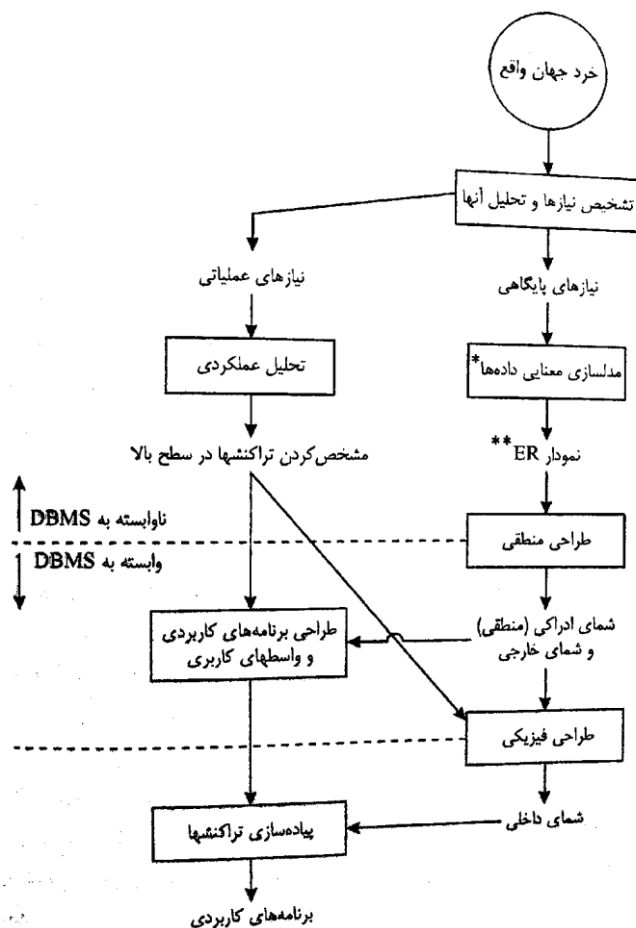 خرد جهان واقع
تشخیص نیازها و تحلیل آنها
نیازهای عملیاتی
نیازهای پایگاهی
تحلیل عملکردی
مدلسازی معنایی داده‌ها*
مشخص‌کردن تراکنشها در سطح بالا
نمودار ER**
ناوابسته به DBMS
وابسته به DBMS
طراحی منطقی
شمای ادراکی (منطقی)
و شمای خارجی
طراحی برنامه‌های کاربردی
و واسطهای کاربری
طراحی فیزیکی
شمای داخلی
پیاده‌سازی تراکنشها
برنامه‌های کاربردی